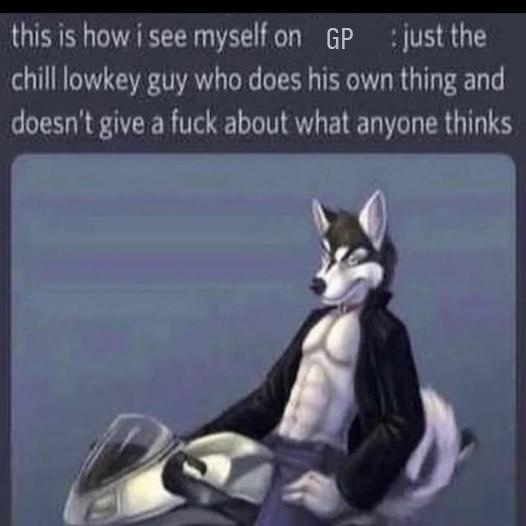 this is how i see myself on GP : just the
chill lowkey guy who does his own thing and
doesn't give a fuck about what anyone thinks